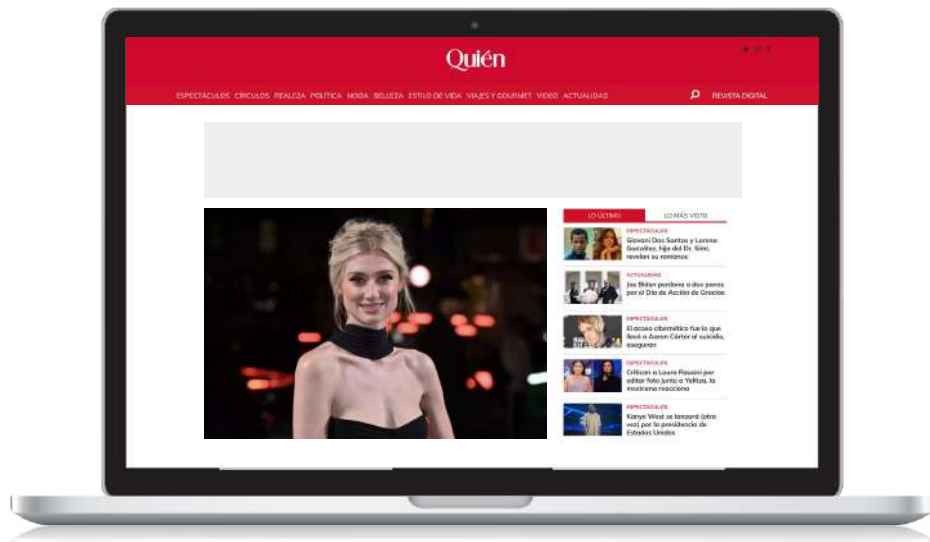 Quién
ESPECTÁCULOS CÍRCULOS REALEZA POLÍTICA MODA BELLEZA ESTILO DE VIDA VIAJES Y GOURMET VIDEO ACTUALIDAD REVISTA DIGITAL
LO ÚLTIMO LO MÁS VISTO
ESPECTÁCULOS
Giovani Dos Santos y Lorena
González, hija del Dr. Simi,
revelan su romance
ACTUALIDAD
Joe Biden perdona a dos pavos
por el Día de Acción de Gracias
ESPECTÁCULOS
El acoso cibernético fue lo que
llevó a Aaron Carter al suicidio,
aseguran
ESPECTÁCULOS
Critican a Laura Pausini por
editar foto junto a Yalitza, la
mexicana reacciona
ESPECTÁCULOS
Kanye West se lanzará (otra
vez) por la presidencia de
Estados Unidos